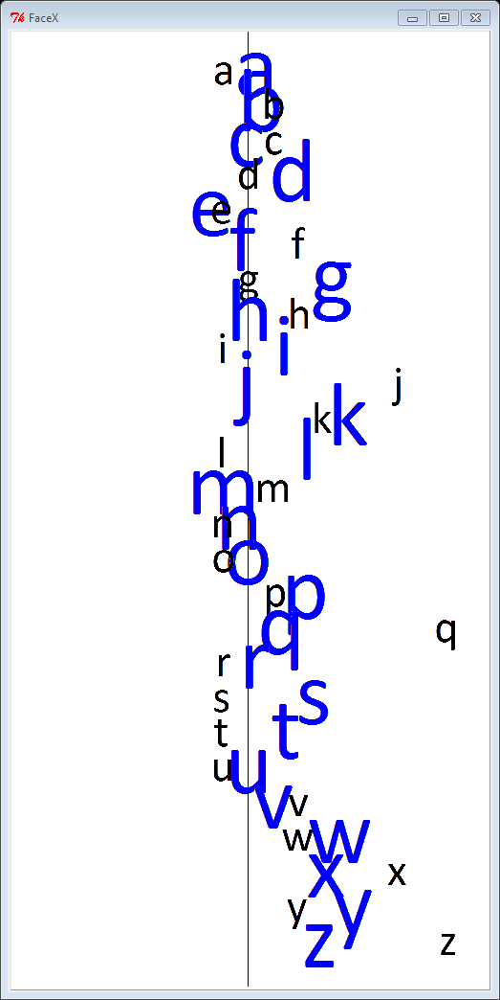 FaceX
a a
b b
c c
d d
e e
f f
g g
h h
i i
j j
k k
l l
m m
n n
o o
p p
q q
r r
s s
t t
u u
v v
w w
x x
y y
z z